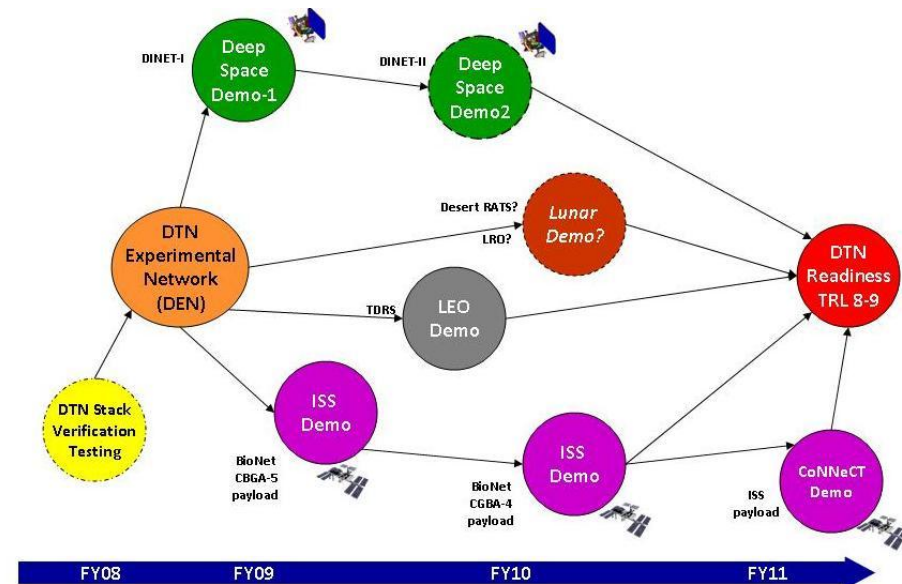 DINET-I
Deep
Space
Demo-1
DINET-II
Deep
Space
Demo2
Desert RATS?
LRO?
Lunar
Demo?
DTN
Experimental
Network
(DEN)
DTN
Readiness
TRL 8-9
TDRS
LEO
Demo
DTN Stack
Verification
Testing
ISS
Demo
BioNet
CBGA-5
payload
ISS
Demo
BioNet
CGBA-4
payload
CoNNeCT
Demo
ISS
payload
FY08
FY09
FY10
FY11